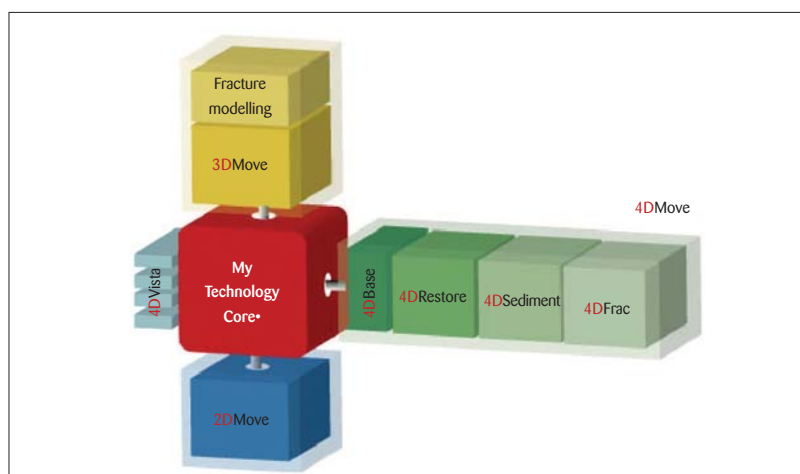 Fracture
modelling
3DMove
4DMove
4DVista
My
Technology
Core•
4DBase
4DRestore
4DSediment
4DFrac
2DMove